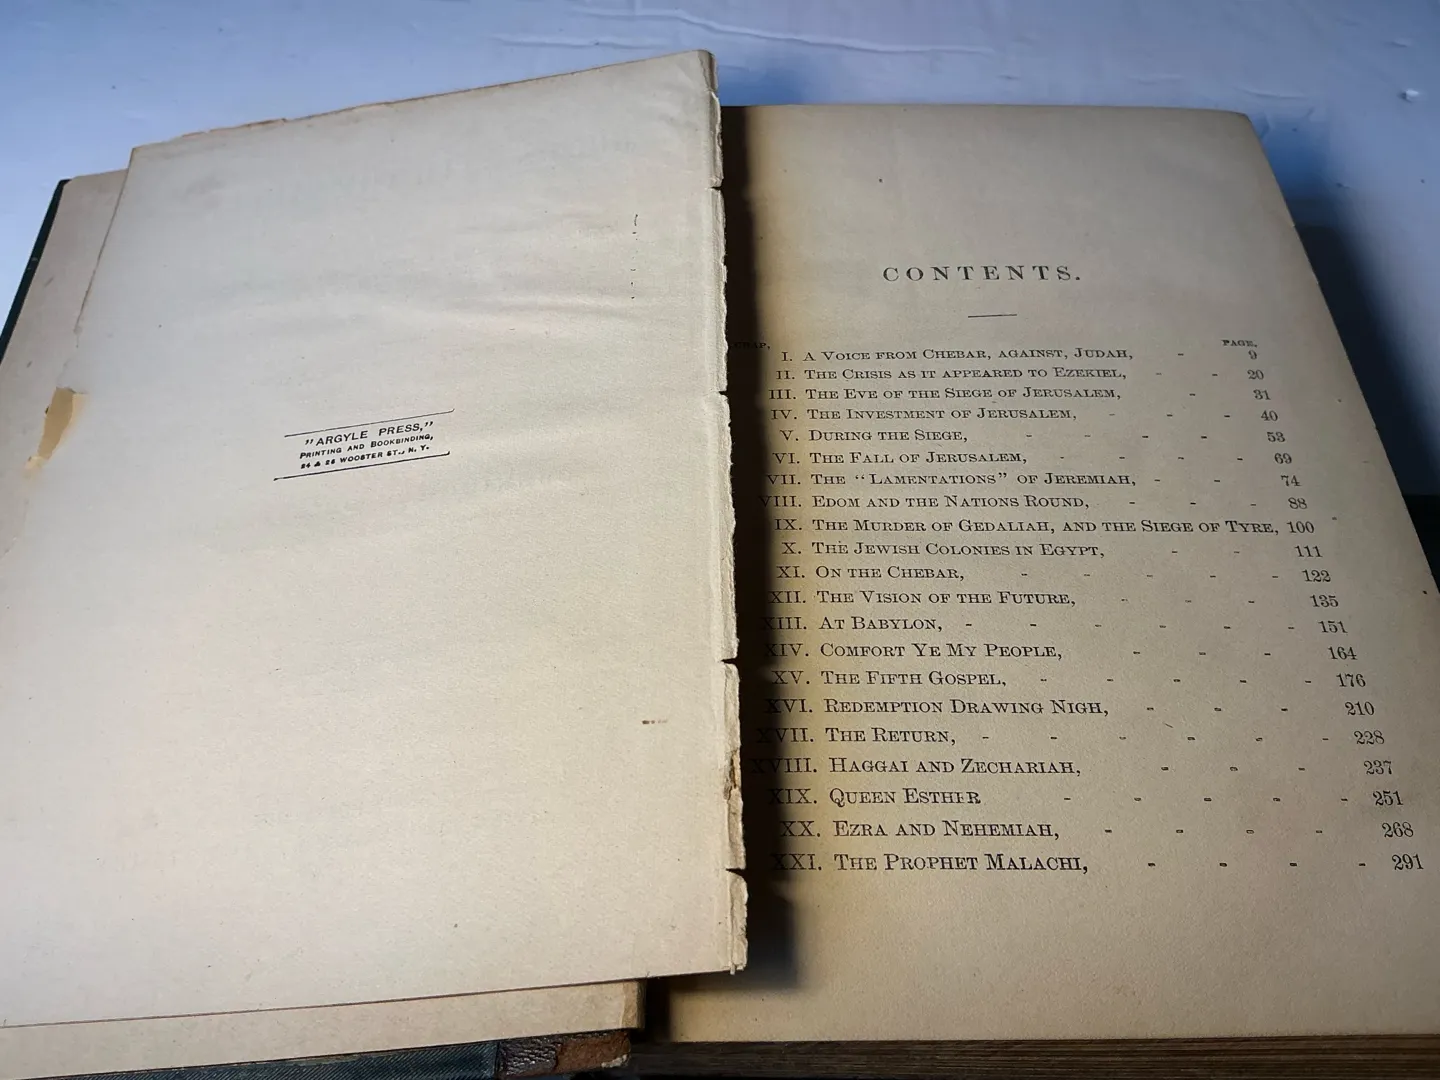 "ARGYLE PRESS,"
PRINTING AND BOOKBINDING,
24 & 26 WOOSTER ST., N. Y.
CONTENTS.
CHAP. PAGE.
I. A VOICE FROM CHEBAR, AGAINST, JUDAH, - 9
II. THE CRISIS AS IT APPEARED TO EZEKIEL, - - 20
III. THE EVE OF THE SIEGE OF JERUSALEM, - 31
IV. THE INVESTMENT OF JERUSALEM, - - - 40
V. DURING THE SIEGE, - - - - 53
VI. THE FALL OF JERUSALEM, - - - - 69
VII. THE "LAMENTATIONS" OF JEREMIAH, - - 74
VIII. EDOM AND THE NATIONS ROUND, - - - 88
IX. THE MURDER OF GEDALIAH, AND THE SIEGE OF TYRE, 100
X. THE JEWISH COLONIES IN EGYPT, - - 111
XI. ON THE CHEBAR, - - - - - 122
XII. THE VISION OF THE FUTURE, - - - 135
XIII. AT BABYLON, - - - - - - 151
XIV. COMFORT YE MY PEOPLE, - - - 164
XV. THE FIFTH GOSPEL, - - - - - 176
XVI. REDEMPTION DRAWING NIGH, - - - 210
XVII. THE RETURN, - - - - - - 228
XVIII. HAGGAI AND ZECHARIAH, - - - 237
XIX. QUEEN ESTHER - - - - - 251
XX. EZRA AND NEHEMIAH, - - - - 268
XXI. THE PROPHET MALACHI, - - - - 291